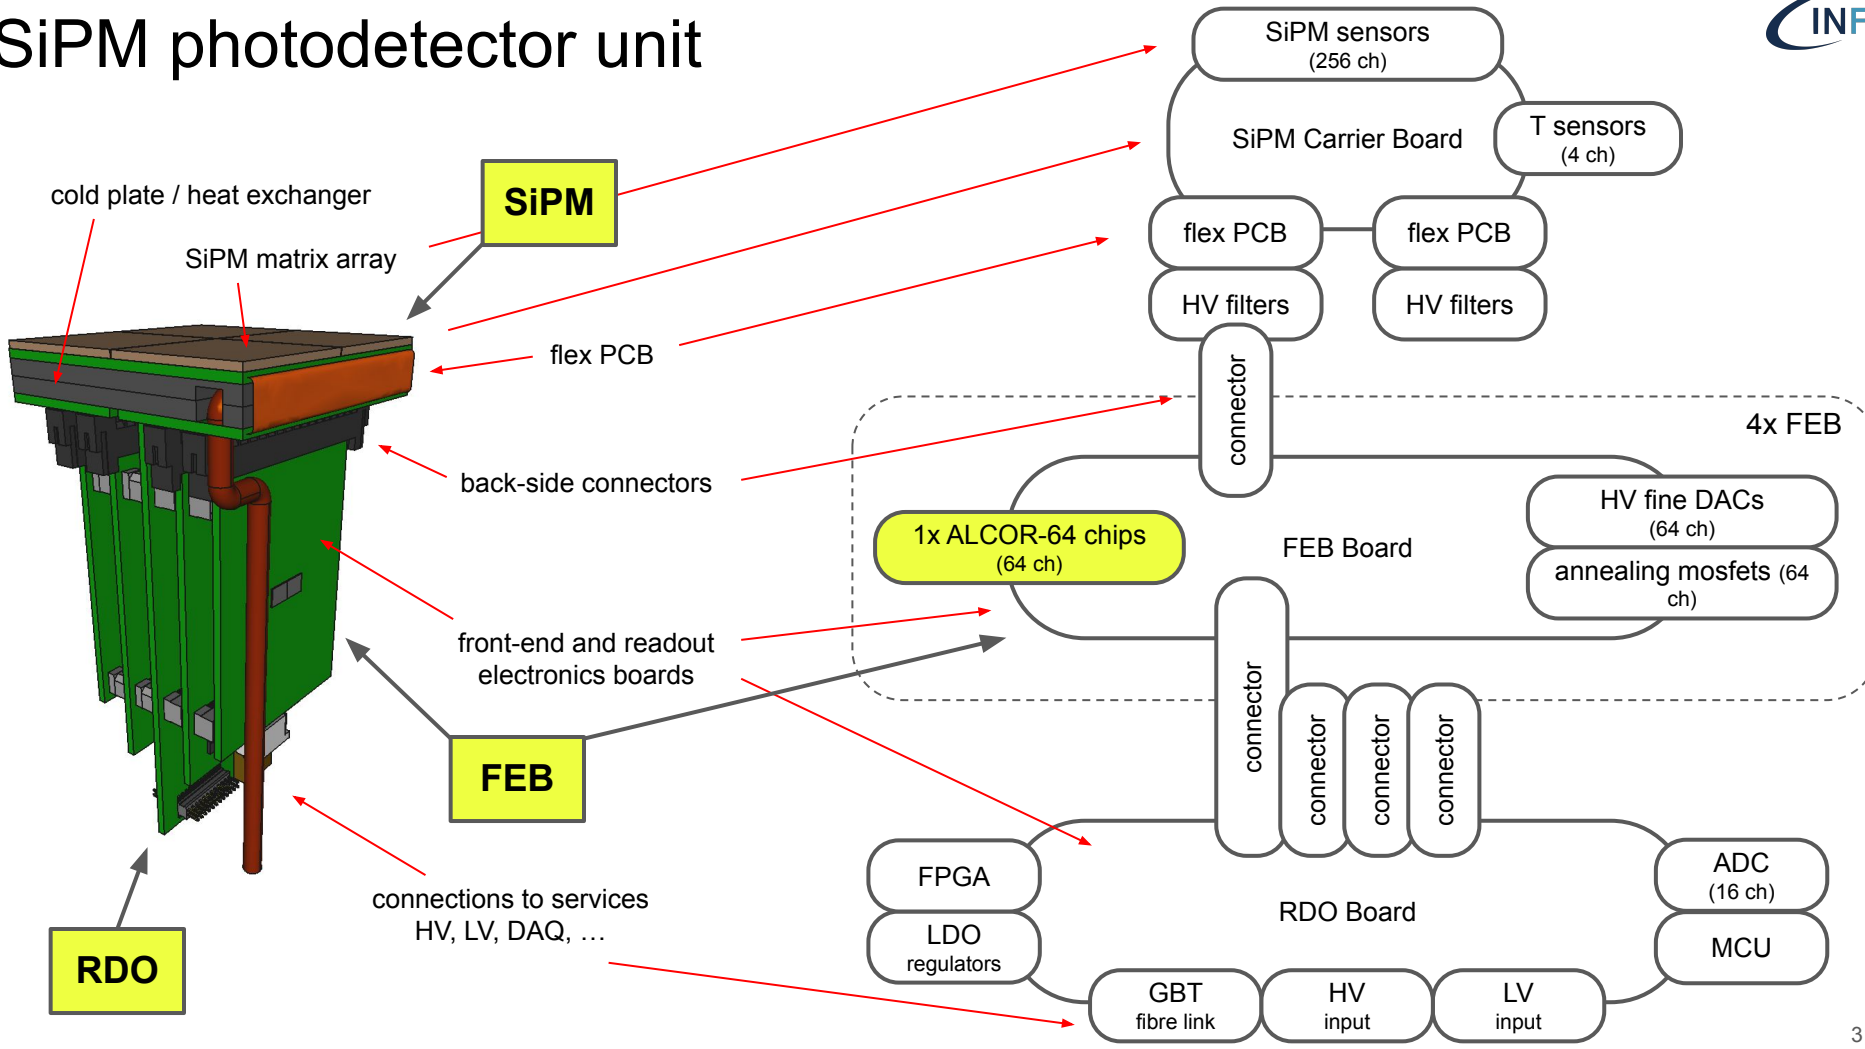 SiPM photodetector unit
INF
SiPM sensors
(256 ch)
SiPM Carrier Board
T sensors
(4 ch)
flex PCB
flex PCB
HV filters
HV filters
connector
SiPM
cold plate / heat exchanger
SiPM matrix array
flex PCB
back-side connectors
front-end and readout
electronics boards
FEB
connections to services
HV, LV, DAQ, …
RDO
4x FEB
1x ALCOR-64 chips
(64 ch)
FEB Board
HV fine DACs
(64 ch)
annealing mosfets (64
ch)
connector
connector
connector
connector
FPGA
LDO
regulators
RDO Board
ADC
(16 ch)
MCU
GBT
fibre link
HV
input
LV
input
3